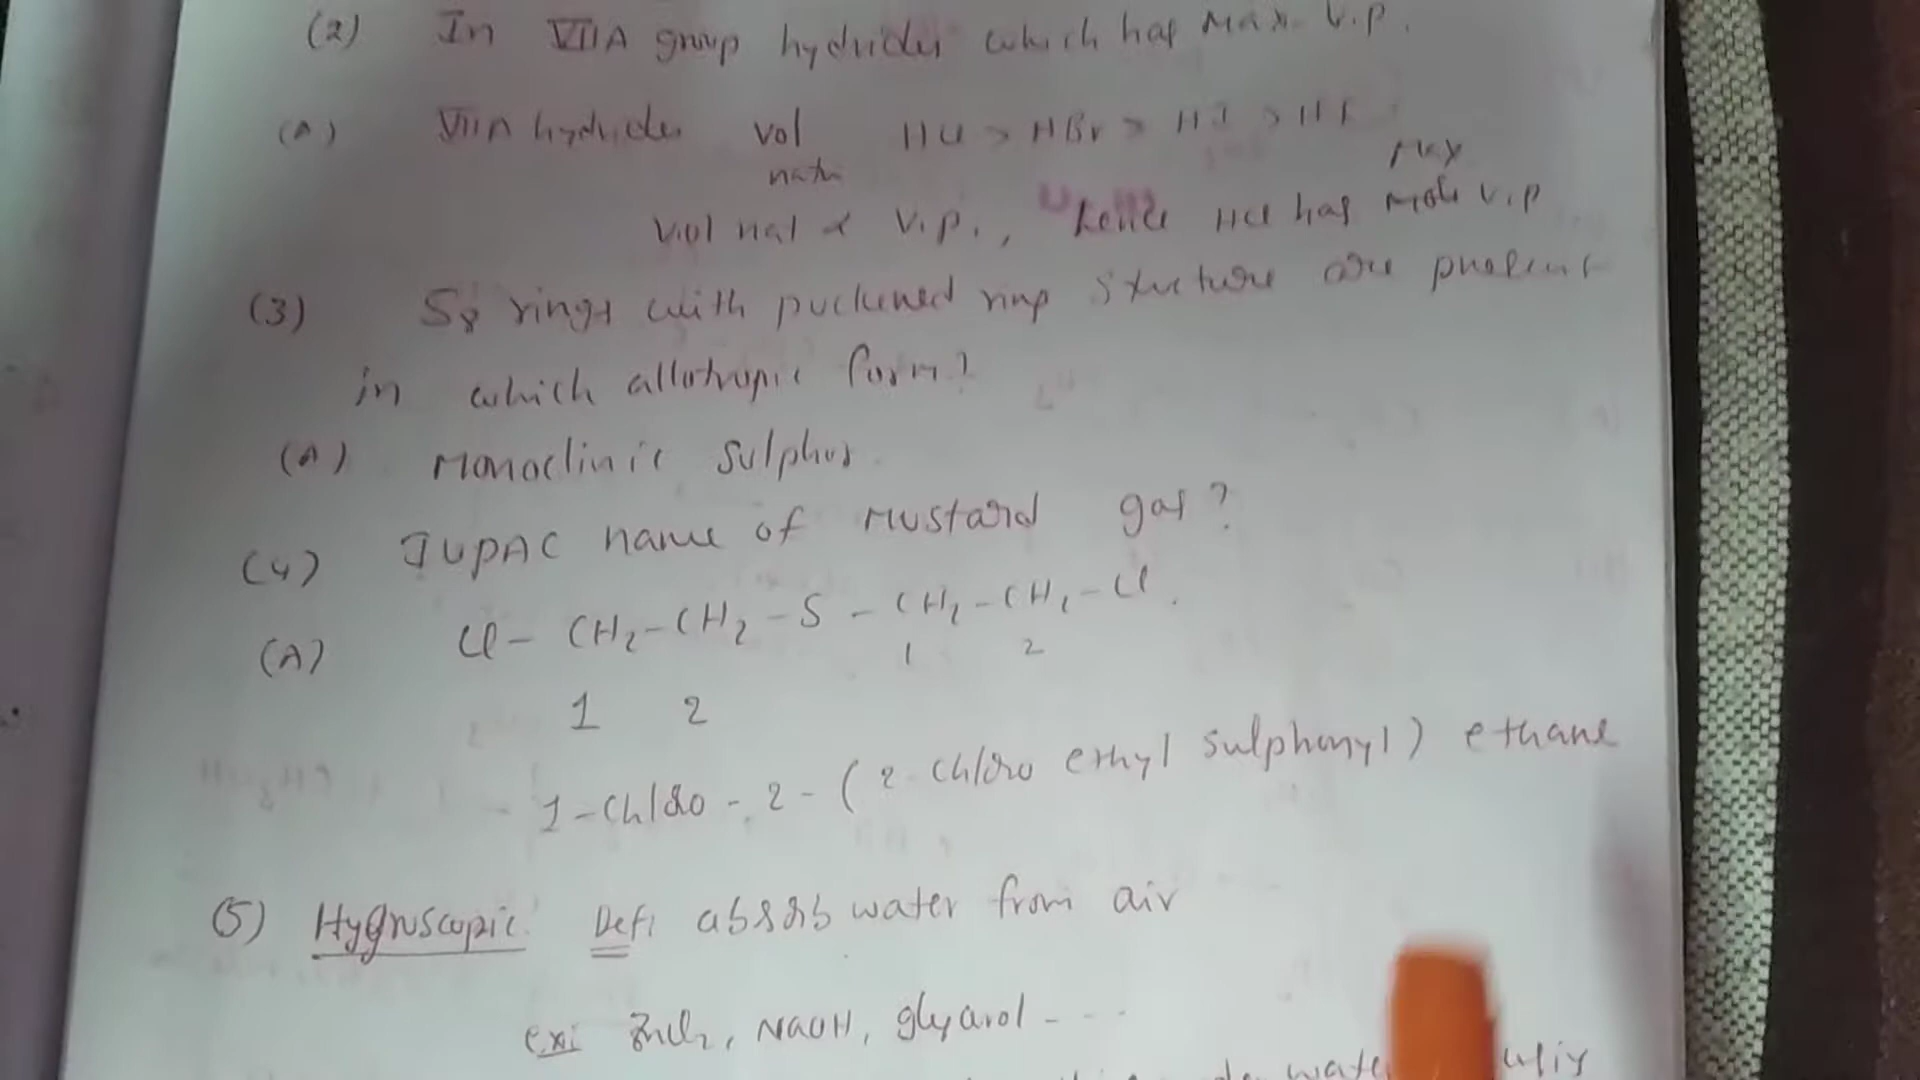 (2) In VIIA group hydrides which has Max. V.p.
(A) VIIA hydrides vol HCl > HBr > HI > HF
natu Max
Vol nat ∝ V.p., hence HCl has more V.p
(3) S8 rings with puckered ring structure are present
in which allotropic form?
(A) Monoclinic Sulphur.
(4) IUPAC name of Mustard gas?
(A) Cl - CH2 - CH2 - S - CH2 - CH2 - Cl.
1 2
1 2
1-Chloro - 2 - (2-chloro ethyl sulphonyl) ethane
(5) Hygroscopic: Def: absorb water from air
ex: ZnCl2, NaOH, glycerol - - -